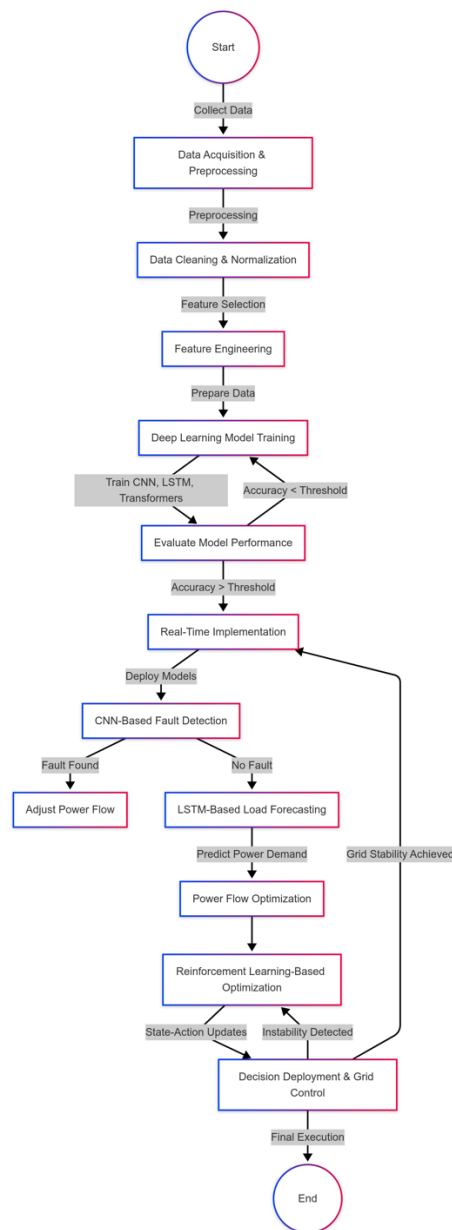 Start
Collect Data
Data Acquisition &
Preprocessing
Preprocessing
Data Cleaning & Normalization
Feature Selection
Feature Engineering
Prepare Data
Deep Learning Model Training
Train CNN, LSTM,
Transformers
Accuracy < Threshold
Evaluate Model Performance
Accuracy > Threshold
Real-Time Implementation
Deploy Models
CNN-Based Fault Detection
Fault Found
No Fault
Adjust Power Flow
LSTM-Based Load Forecasting
Predict Power Demand
Grid Stability Achieved
Power Flow Optimization
Reinforcement Learning-Based
Optimization
State-Action Updates
Instability Detected
Decision Deployment & Grid
Control
Final Execution
End